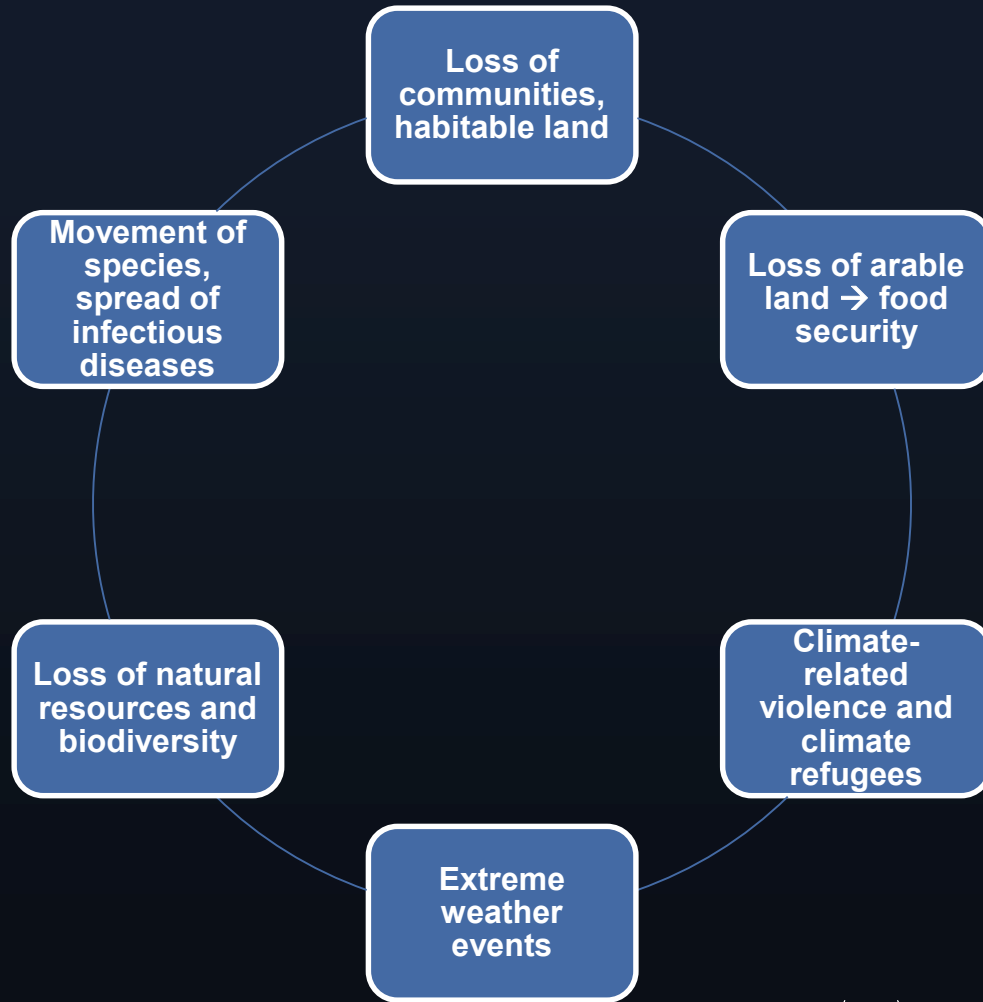 Loss of
communities,
habitable land
Loss of arable
land → food
security
Climate-
related
violence and
climate
refugees
Extreme
weather
events
Loss of natural
resources and
biodiversity
Movement of
species,
spread of
infectious
diseases